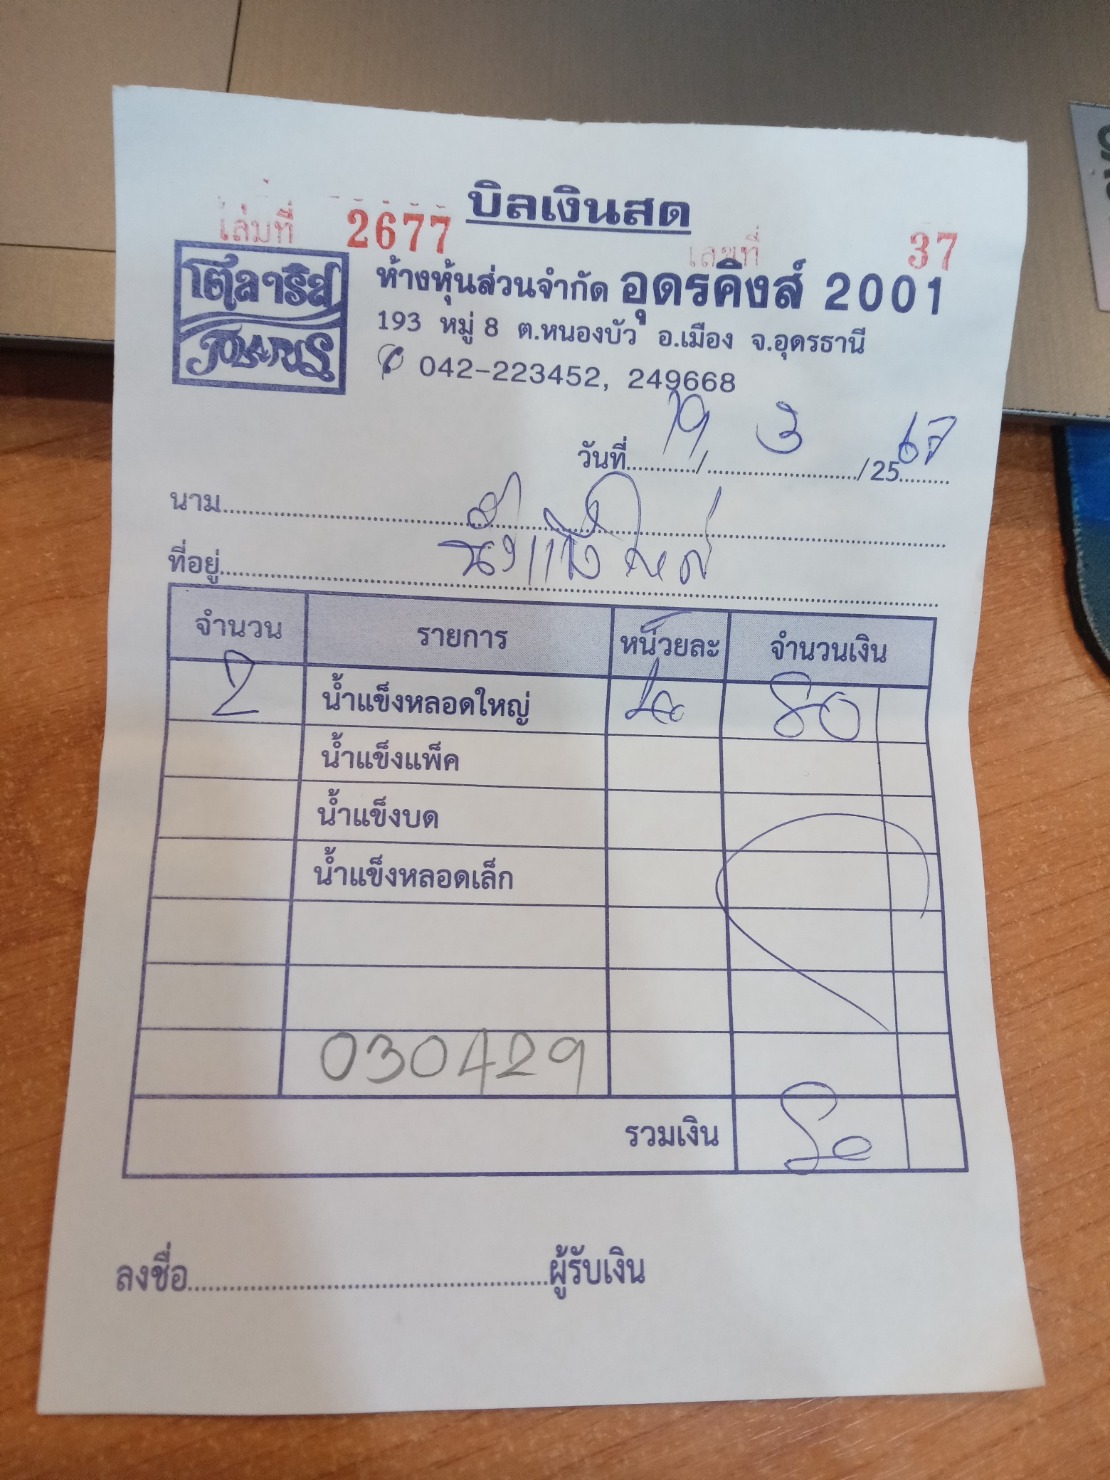 บิลเงินสด
เล่มที่ 2677 เลขที่ 37
โตลาริส
POLARIS
ห้างหุ้นส่วนจำกัด อุดรคิงส์ 2001
193 หมู่ 8 ต.หนองบัว อ.เมือง จ.อุดรธานี
042-223452, 249668
วันที่ 19 / 3 / 2567
นาม
ที่อยู่
จำนวน รายการ หน่วยละ จำนวนเงิน
2 น้ำแข็งหลอดใหญ่ 40 80
น้ำแข็งแพ็ค
น้ำแข็งบด
น้ำแข็งหลอดเล็ก
030429
รวมเงิน 80
ลงชื่อ ผู้รับเงิน